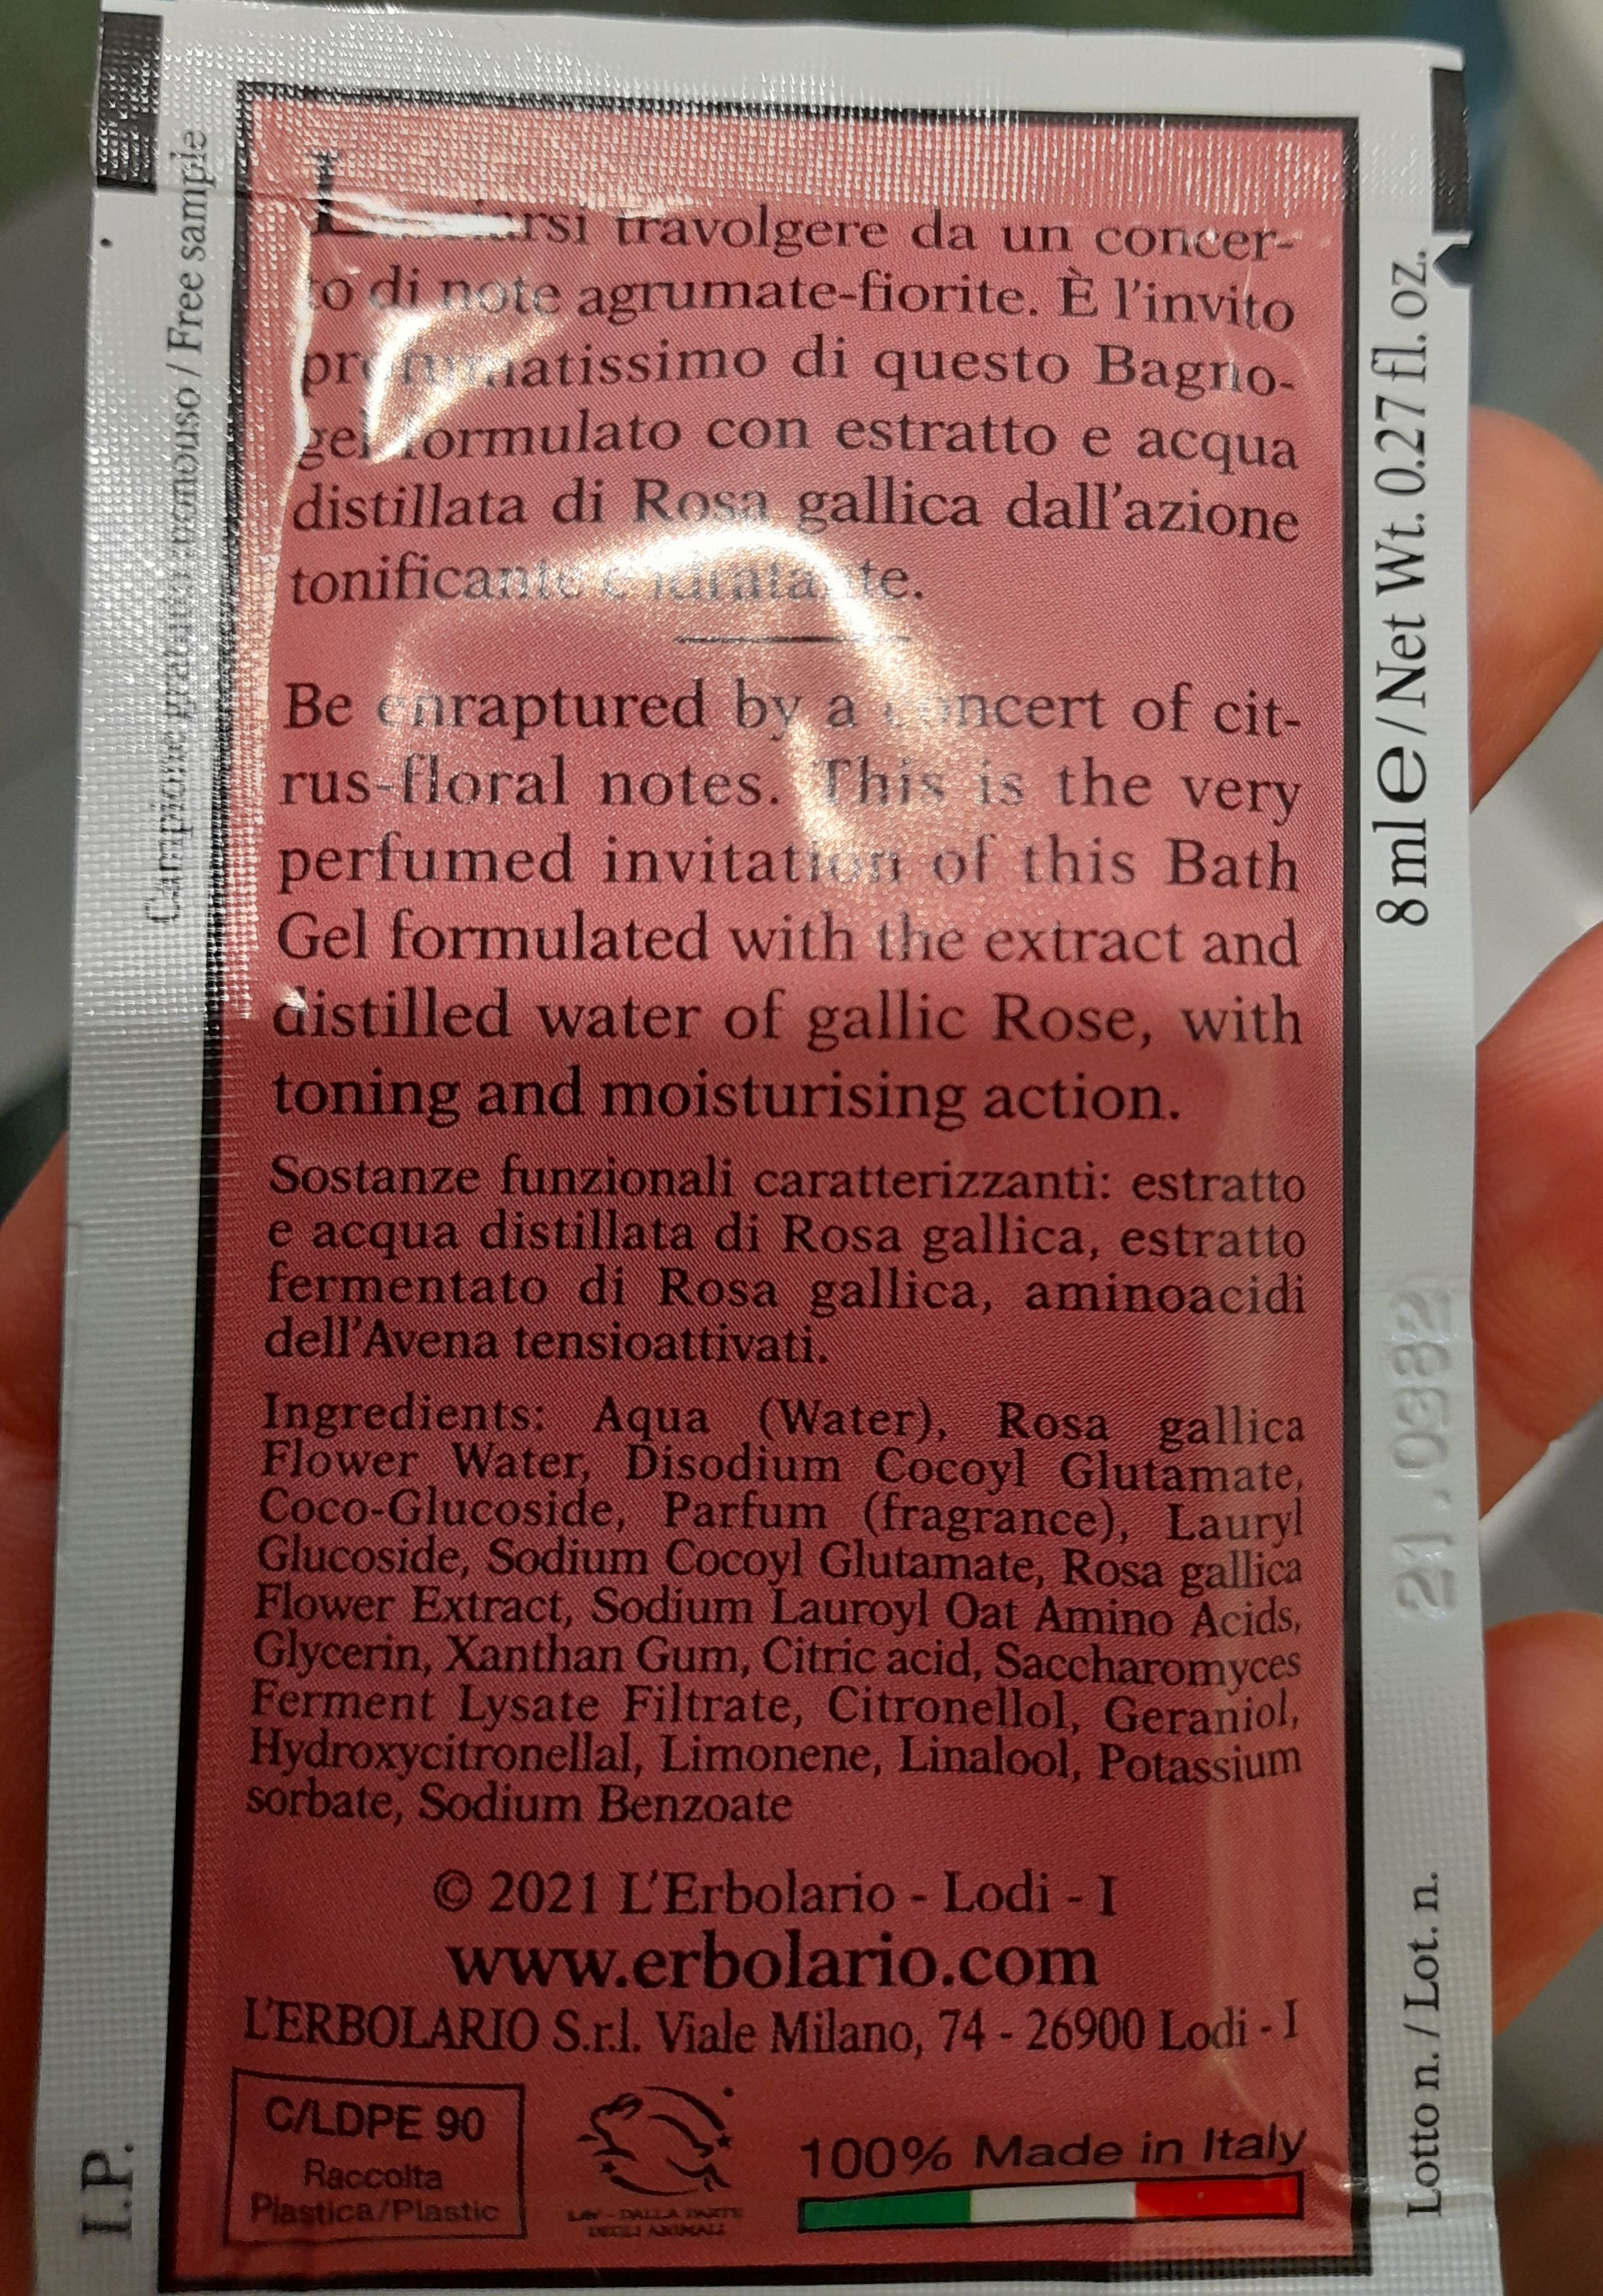 travolgere da un concer-
to di note agrumate-fiorite. È l'invito
profumatissimo di questo Bagno-
gel formulato con estratto e acqua
distillata di Rosa gallica dall'azione
tonificante e idratante.
Be enraptured by a concert of cit-
rus-floral notes. This is the very
perfumed invitation of this Bath
Gel formulated with the extract and
distilled water of gallic Rose, with
toning and moisturising action.
Sostanze funzionali caratterizzanti: estratto
e acqua distillata di Rosa gallica, estratto
fermentato di Rosa gallica, aminoacidi
dell'Avena tensioattivati.
Ingredients: Aqua (Water), Rosa gallica
Flower Water, Disodium Cocoyl Glutamate,
Coco-Glucoside, Parfum (fragrance), Lauryl
Glucoside, Sodium Cocoyl Glutamate, Rosa gallica
Flower Extract, Sodium Lauroyl Oat Amino Acids,
Glycerin, Xanthan Gum, Citric acid, Saccharomyces
Ferment Lysate Filtrate, Citronellol, Geraniol,
Hydroxycitronellal, Limonene, Linalool, Potassium
sorbate, Sodium Benzoate
© 2021 L'Erbolario - Lodi - I
www.erbolario.com
L'ERBOLARIO S.r.l. Viale Milano, 74 - 26900 Lodi - I
C/LDPE 90
Raccolta
Plastica/Plastic
LAV - DALLA PARTE
DEGLI ANIMALI
100% Made in Italy
I.P.
Campione gratuito monouso / Free sample
8 ml e / Net Wt. 0.27 fl. oz.
Lotto n. / Lot. n.
21.0382